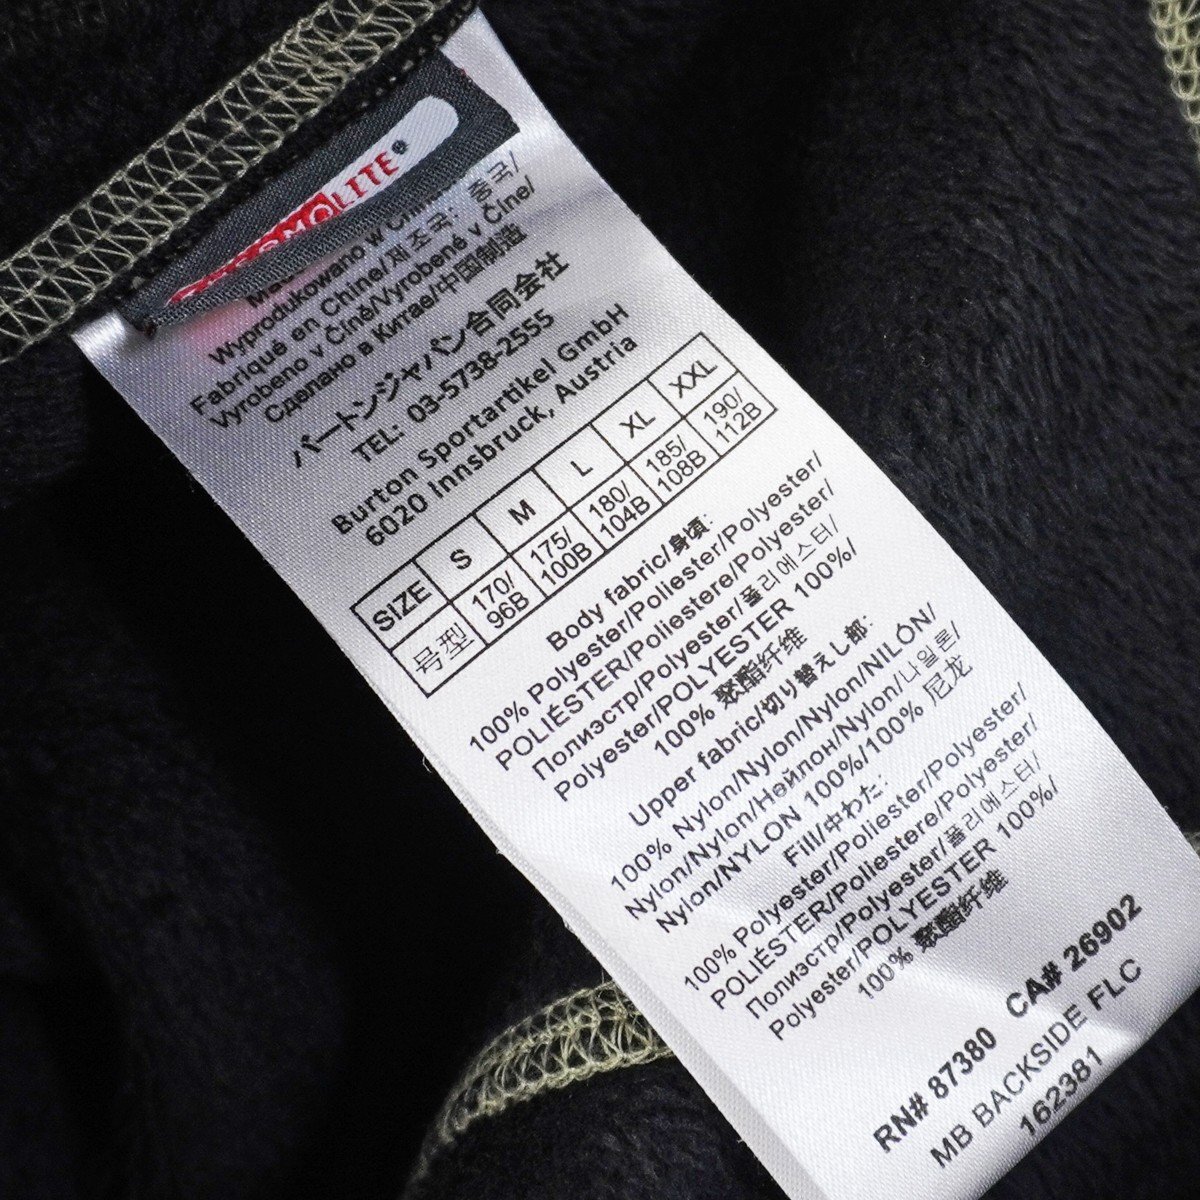 LITE®
Wyprodukowano w Chinach
Fabriqué en Chine/제조국: 중국/
Vyrobeno v Číně/Vyrobené v Číne/
Сделано в Китае/中国制造
バートンジャパン合同会社
TEL: 03-5738-2555
Burton Sportartikel GmbH
6020 Innsbruck, Austria
SIZE S M L XL XXL
号型 170/96B 175/100B 180/104B 185/108B 190/112B
Body fabric/身頃:
100% Polyester/Polyester/Poliester/Polyester/
POLIÉSTER/Poliestere/Polyester/
Полиэстр/Polyester/폴리에스터/
Polyester/POLYESTER 100%/
100% 聚酯纤维
Upper fabric/切り替えし部:
100% Nylon/Nylon/Nylon/Nylon/NILÓN/
Nylon/Nylon/Нейлон/Nylon/나일론/
Nylon/NYLON 100%/100% 尼龙
Fill/中わた:
100% Polyester/Polyester/Poliester/Polyester/
POLIÉSTER/Poliestere/Polyester/
Полиэстр/Polyester/폴리에스터/
Polyester/POLYESTER 100%/
100% 聚酯纤维
RN# 87380 CA# 26902
MB BACKSIDE FLC
162381